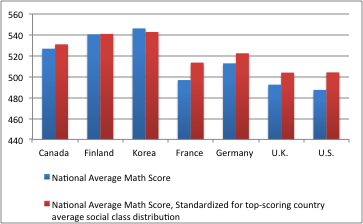 560
540
520
500
480
460
440
Canada Finland Korea France Germany U.K. U.S.
National Average Math Score
National Average Math Score, Standardized for top-scoring country
average social class distribution